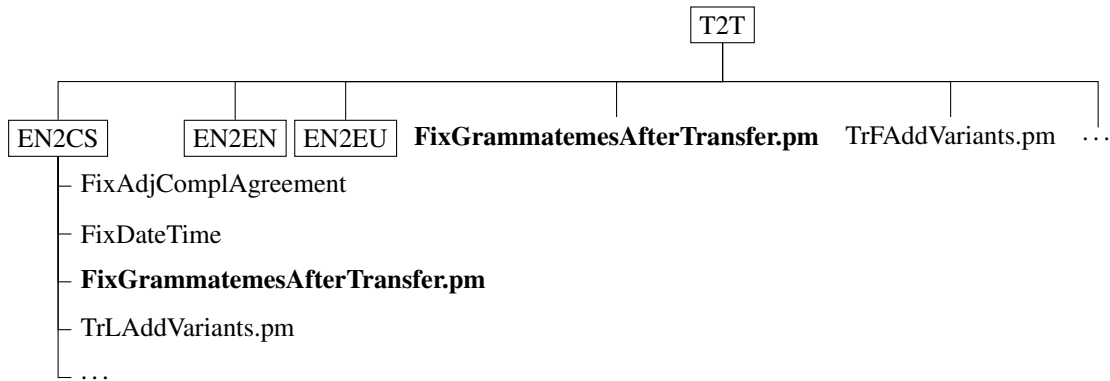 T2T
EN2CS EN2EN EN2EU FixGrammatemesAfterTransfer.pm TrFAddVariants.pm ...
FixAdjComplAgreement
FixDateTime
FixGrammatemesAfterTransfer.pm
TrLAddVariants.pm
...